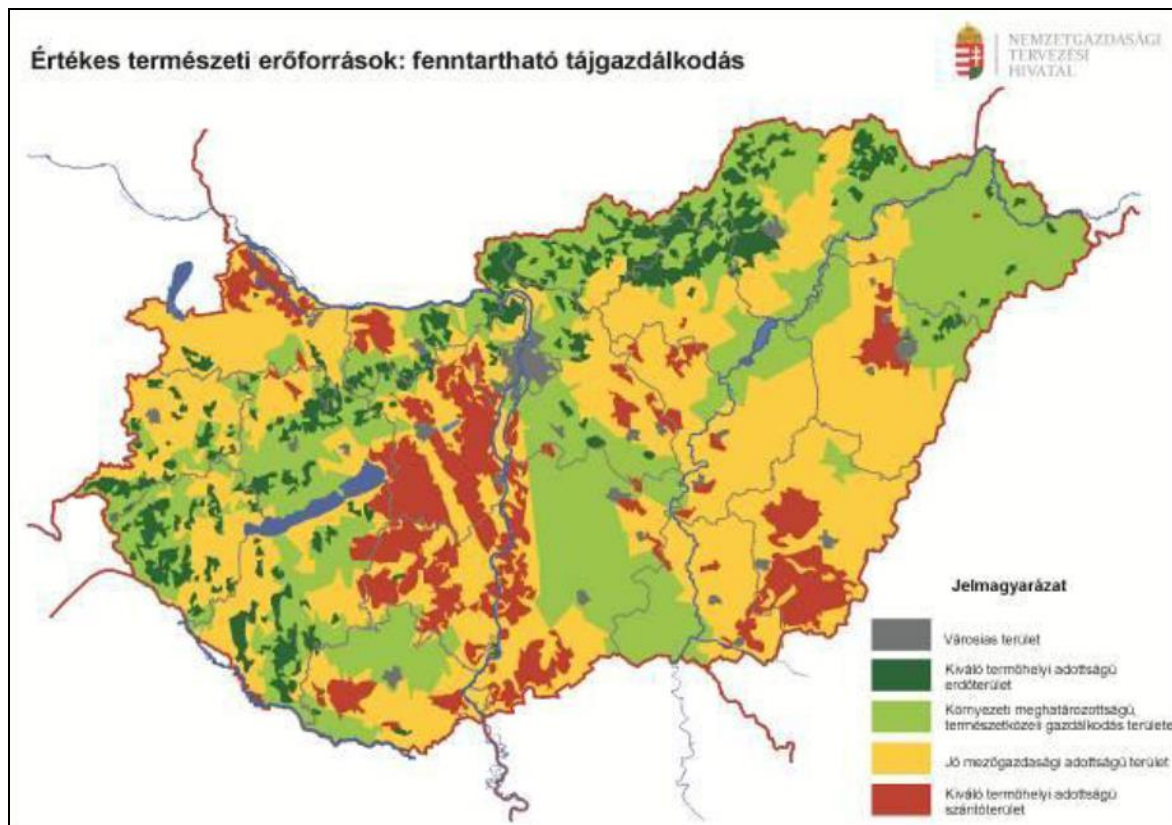 Értékes természeti erőforrások: fenntartható tájgazdálkodás
NEMZETGAZDASÁGI
TERVEZÉSI
HIVATAL
Jelmagyarázat
Városias terület
Kiváló termőhelyi adottságú
erdőterület
Környezeti meghatározottságú,
természetközeli gazdálkodás területe
Jó mezőgazdasági adottságú terület
Kiváló termőhelyi adottságú
szántóterület